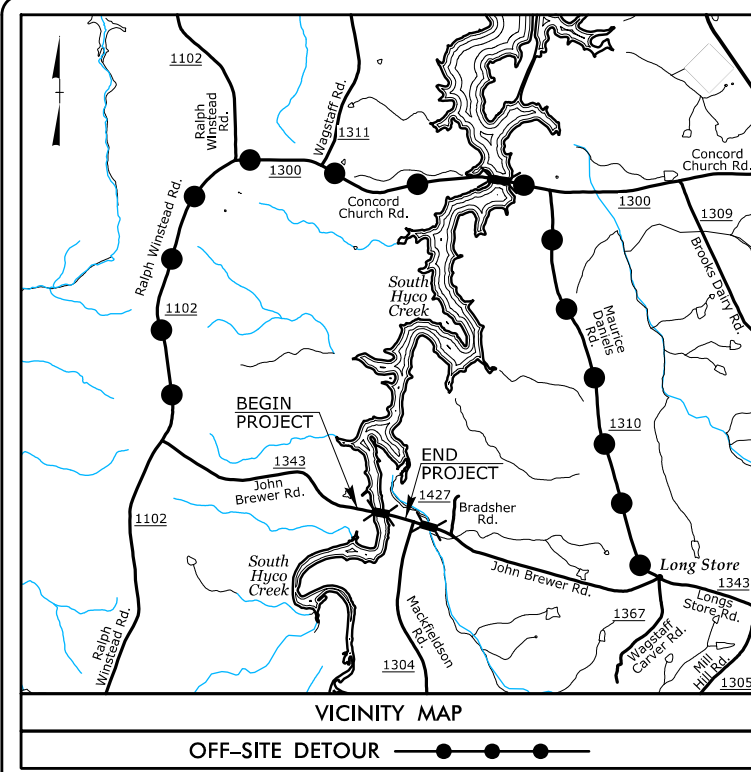 1102
Ralph
Winstead
Rd.
Wagstaff Rd.
1311
1300
Concord
Church Rd.
Concord
Church Rd.
1300
1309
Brooks Dairy Rd.
Ralph Winstead Rd.
1102
South
Hyco
Creek
Maurice
Daniels
Rd.
1310
BEGIN
PROJECT
END
PROJECT
1343
John
Brewer Rd.
1427
Bradsher
Rd.
1102
South
Hyco
Creek
John Brewer Rd.
Long Store
1343
Longs
Store Rd.
1367
Wagstaff
Carver Rd.
Mill
Hill Rd.
1305
Mackfieldson
Rd.
1304
Ralph
Winstead Rd.
VICINITY MAP
OFF–SITE DETOUR